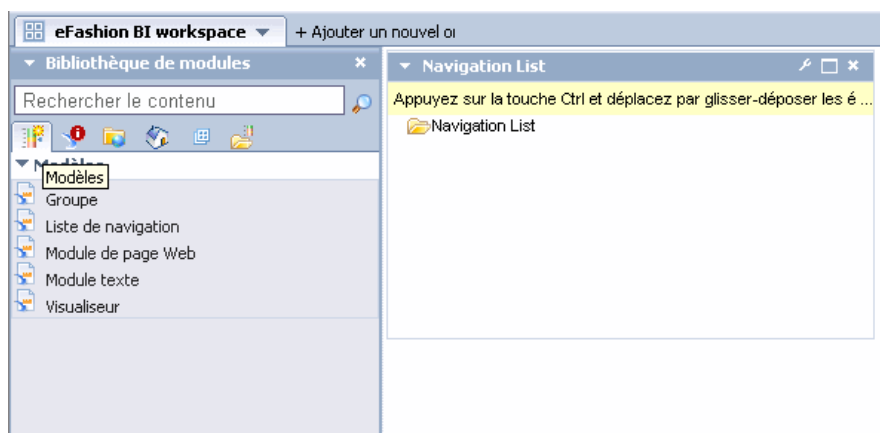 eFashion BI workspace
+ Ajouter un nouvel
Bibliothèque de modules
Rechercher le contenu
Modèles
Modèles
Groupe
Liste de navigation
Module de page Web
Module texte
Visualiseur
Navigation List
Appuyez sur la touche Ctrl et déplacez par glisser-déposer les é ...
Navigation List